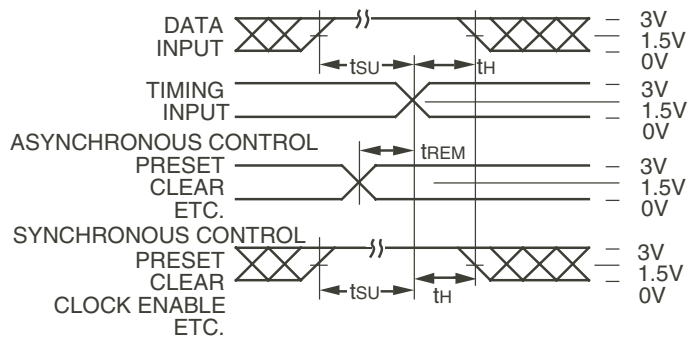 DATA
INPUT
3V
1.5V
0V
tSU
tH
TIMING
INPUT
3V
1.5V
0V
ASYNCHRONOUS CONTROL
PRESET
CLEAR
ETC.
tREM
3V
1.5V
0V
SYNCHRONOUS CONTROL
PRESET
CLEAR
CLOCK ENABLE
ETC.
tSU
tH
3V
1.5V
0V